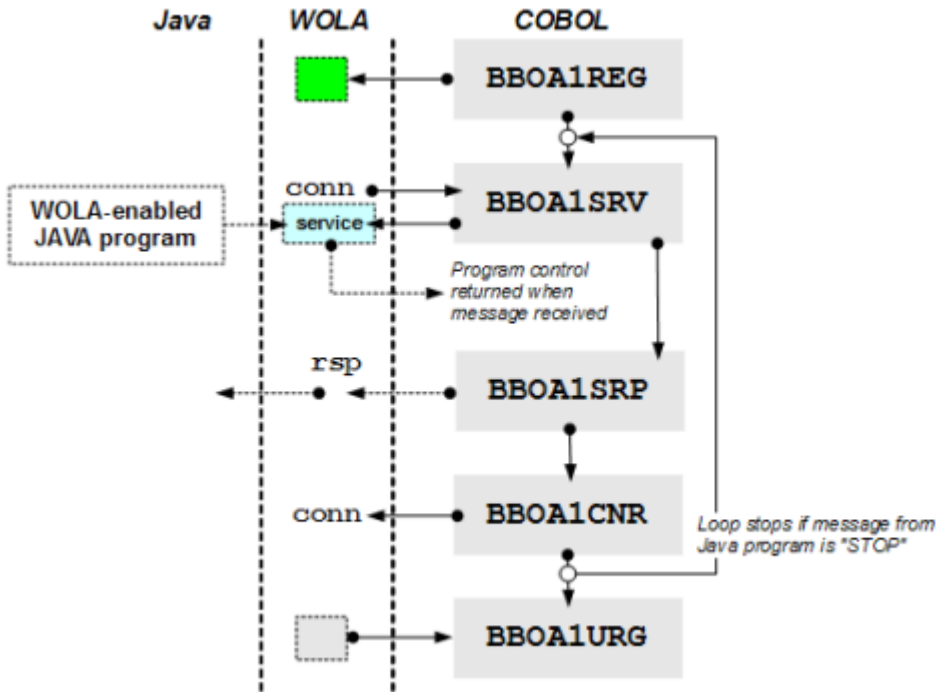 Java WOLA COBOL
BBOA1REG
conn
BBOA1SRV
WOLA-enabled
JAVA program
service
Program control
returned when
message received
rsp
BBOA1SRP
conn
BBOA1CNR
Loop stops if message from
Java program is "STOP"
BBOA1URG